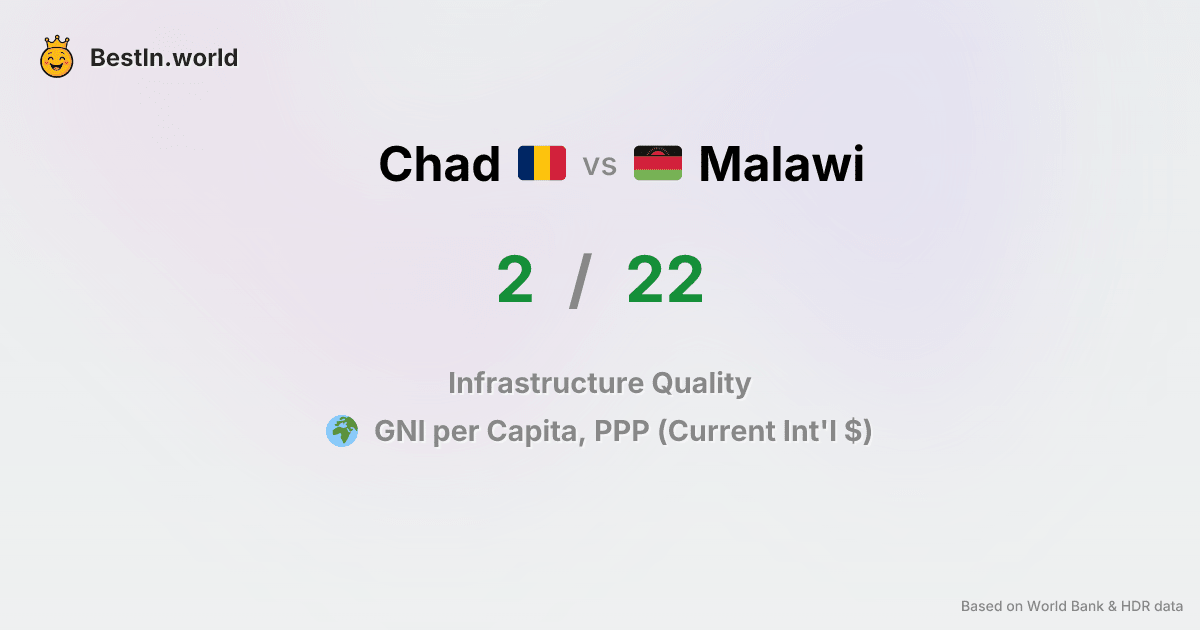 BestIn.world
Chad vs Malawi
2 / 22
Infrastructure Quality
GNI per Capita, PPP (Current Int'l $)
Based on World Bank & HDR data